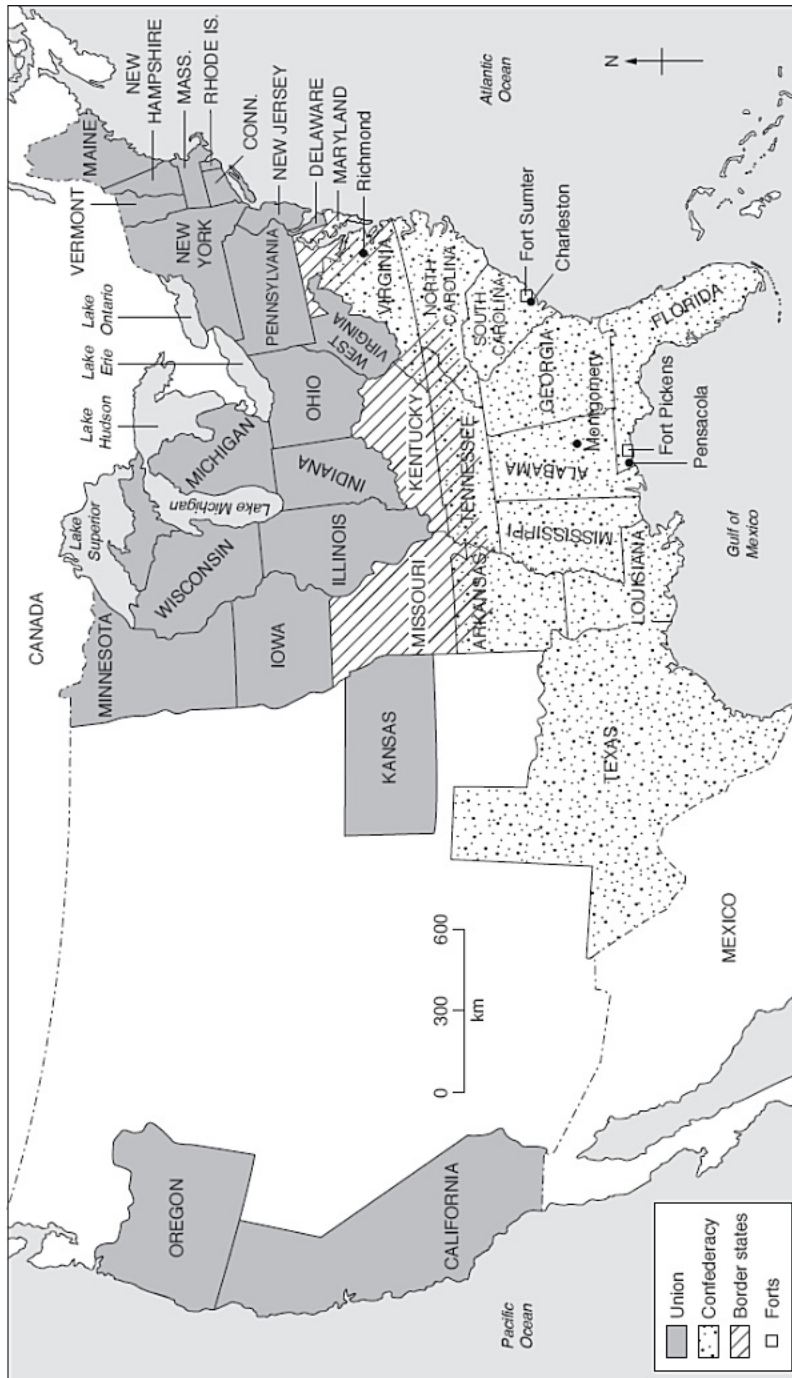 CANADA
Lake
Superior
Lake
Hudson
Lake
Erie
Lake
Ontario
VERMONT
MAINE
NEW
HAMPSHIRE
MASS.
RHODE IS.
CONN.
NEW JERSEY
DELAWARE
MARYLAND
Richmond
OREGON
MINNESOTA
WISCONSIN
MICHIGAN
Lake Michigan
NEW
YORK
PENNSYLVANIA
IOWA
ILLINOIS
INDIANA
OHIO
WEST
VIRGINIA
VIRGINIA
CALIFORNIA
KANSAS
MISSOURI
KENTUCKY
NORTH
CAROLINA
TENNESSEE
SOUTH
CAROLINA
Fort Sumter
Charleston
ARKANSAS
MISSISSIPPI
ALABAMA
GEORGIA
Montgomery
TEXAS
LOUISIANA
FLORIDA
Fort Pickens
Pensacola
Atlantic
Ocean
N
Pacific
Ocean
0 300 600
km
MEXICO
Gulf of
Mexico
Union
Confederacy
Border states
Forts